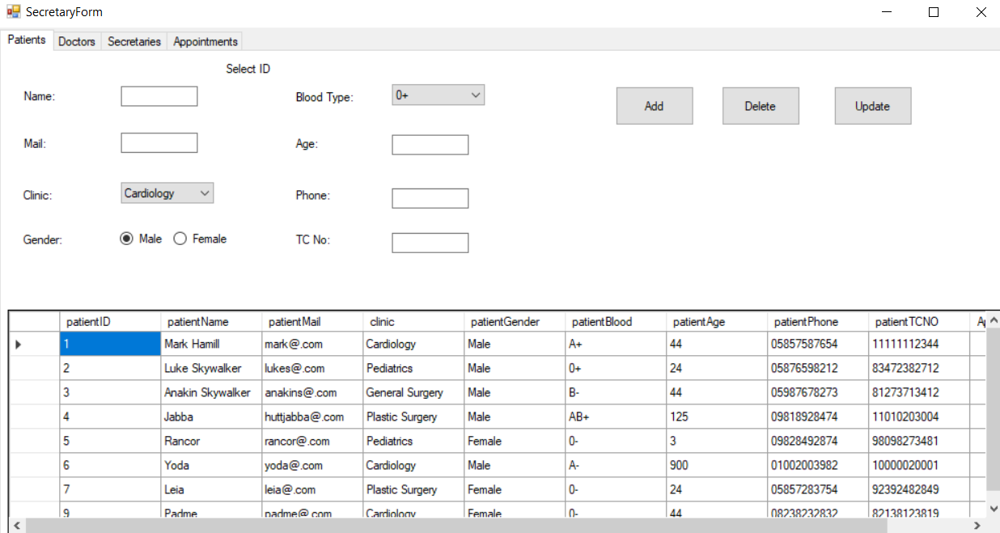 SecretaryForm
Patients Doctors Secretaries Appointments
Select ID
Name: Blood Type: 0+ Add Delete Update
Mail: Age:
Clinic: Cardiology Phone:
Gender: Male Female TC No:
patientID patientName patientMail clinic patientGender patientBlood patientAge patientPhone patientTCNO
1 Mark Hamill mark@.com Cardiology Male A+ 44 05857587654 11111112344
2 Luke Skywalker lukes@.com Pediatrics Male 0+ 24 05876598212 83472382712
3 Anakin Skywalker anakins@.com General Surgery Male B- 44 05987678273 81273713412
4 Jabba huttjabba@.com Plastic Surgery Male AB+ 125 09818928474 11010203004
5 Rancor rancor@.com Pediatrics Female 0- 3 09828492874 98098273481
6 Yoda yoda@.com Cardiology Male A- 900 01002003982 10000020001
7 Leia leia@.com Plastic Surgery Female 0- 24 05857283754 92392482849
9 Padme padme@.com Cardiology Female 0- 44 08238232832 82138123819